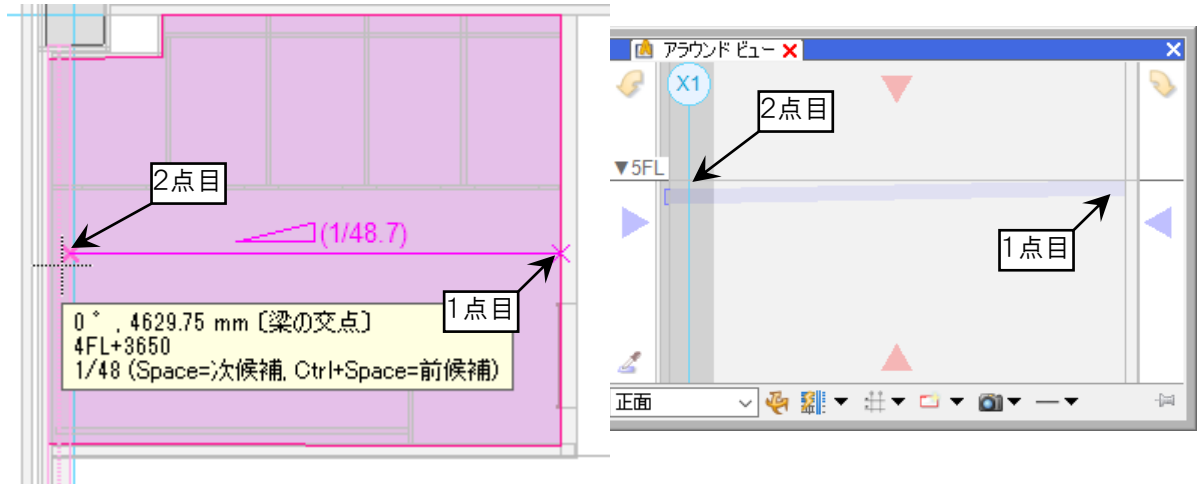 2点目
(1/48.7)
1点目
0°, 4629.75 mm〔梁の交点〕
4FL+3650
1/48 (Space=次候補, Ctrl+Space=前候補)
アラウンド ビュー
X1
2点目
▼5FL
1点目
正面